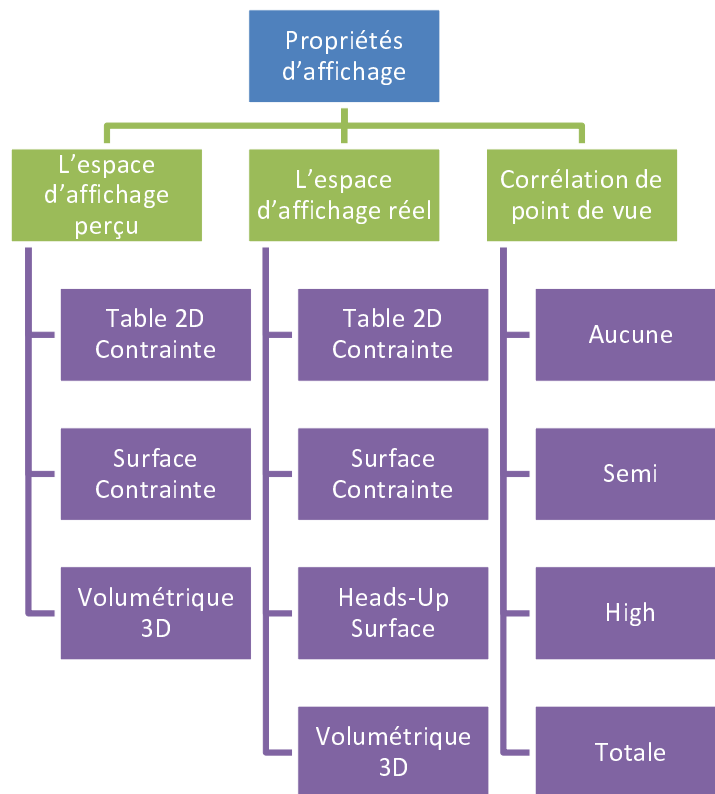 Propriétés
d’affichage
L’espace
d’affichage
perçu
Table 2D
Contrainte
Surface
Contrainte
Volumétrique
3D
L’espace
d’affichage réel
Table 2D
Contrainte
Surface
Contrainte
Heads-Up
Surface
Volumétrique
3D
Corrélation de
point de vue
Aucune
Semi
High
Totale